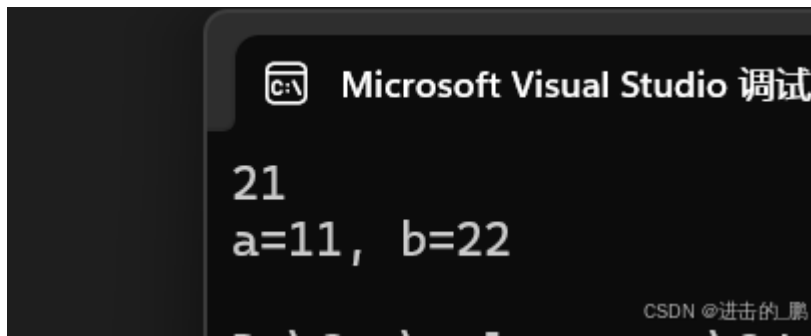 C:\ Microsoft Visual Studio 调试
21
a=11, b=22
CSDN @进击的_鹏